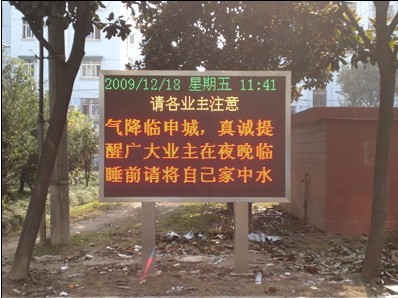 2009/12/18 星期五 11:41
请各业主注意
气降临申城，真诚提
醒广大业主在夜晚临
睡前请将自己家中水